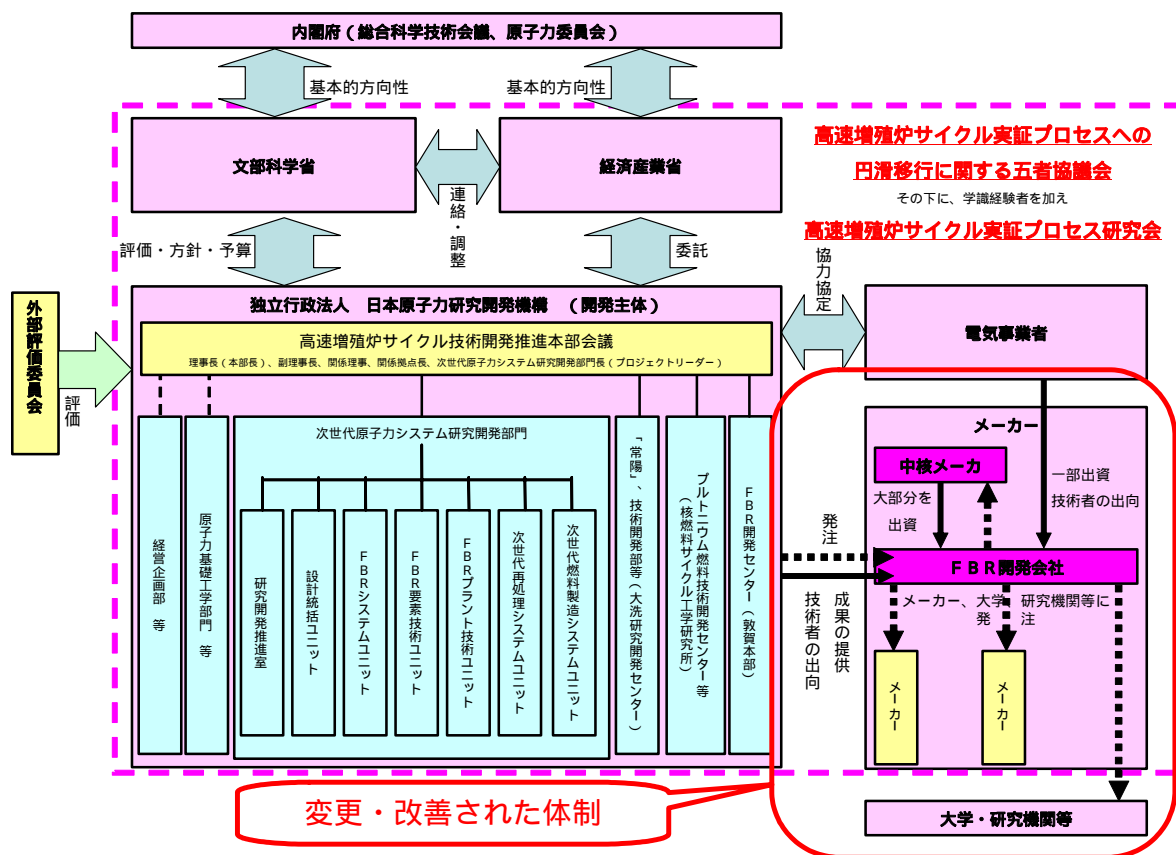 内閣府（総合科学技術会議、原子力委員会）
基本的方向性
基本的方向性
文部科学省
経済産業省
連絡・調整
高速増殖炉サイクル実証プロセスへの
円滑移行に関する五者協議会
その下に、学識経験者を加え
高速増殖炉サイクル実証プロセス研究会
評価・方針・予算
委託
協力協定
外部評価委員会
評価
独立行政法人　日本原子力研究開発機構　（開発主体）
高速増殖炉サイクル技術開発推進本部会議
理事長（本部長）、副理事長、関係理事、関係拠点長、次世代原子力システム研究開発部門長（プロジェクトリーダー）
経営企画部　等
原子力基礎工学部門　等
次世代原子力システム研究開発部門
研究開発推進室
設計統括ユニット
ＦＢＲシステムユニット
ＦＢＲ要素技術ユニット
ＦＢＲプラント技術ユニット
次世代再処理システムユニット
次世代燃料製造システムユニット
「常陽」、技術開発部等（大洗研究開発センター）
プルトニウム燃料技術開発センター等
（核燃料サイクル工学研究所）
ＦＢＲ開発センター（敦賀本部）
電気事業者
メーカー
中核メーカ
大部分を
出資
一部出資
技術者の出向
発注
ＦＢＲ開発会社
成果の提供
技術者の出向
メーカー、大学　研究機関等に
発　注
メーカー
メーカー
大学・研究機関等
変更・改善された体制